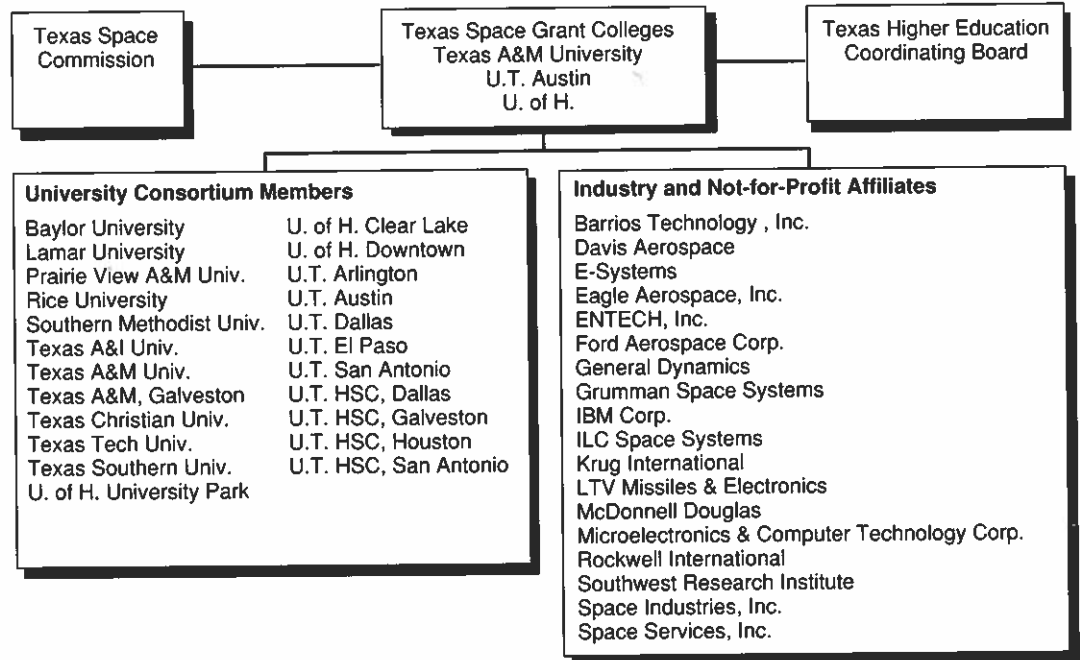 Texas Space
Commission
Texas Space Grant Colleges
Texas A&M University
U.T. Austin
U. of H.
Texas Higher Education
Coordinating Board
University Consortium Members
Baylor University
Lamar University
Prairie View A&M Univ.
Rice University
Southern Methodist Univ.
Texas A&I Univ.
Texas A&M Univ.
Texas A&M, Galveston
Texas Christian Univ.
Texas Tech Univ.
Texas Southern Univ.
U. of H. University Park
U. of H. Clear Lake
U. of H. Downtown
U.T. Arlington
U.T. Austin
U.T. Dallas
U.T. El Paso
U.T. San Antonio
U.T. HSC, Dallas
U.T. HSC, Galveston
U.T. HSC, Houston
U.T. HSC, San Antonio
Industry and Not-for-Profit Affiliates
Barrios Technology , Inc.
Davis Aerospace
E-Systems
Eagle Aerospace, Inc.
ENTECH, Inc.
Ford Aerospace Corp.
General Dynamics
Grumman Space Systems
IBM Corp.
ILC Space Systems
Krug International
LTV Missiles & Electronics
McDonnell Douglas
Microelectronics & Computer Technology Corp.
Rockwell International
Southwest Research Institute
Space Industries, Inc.
Space Services, Inc.